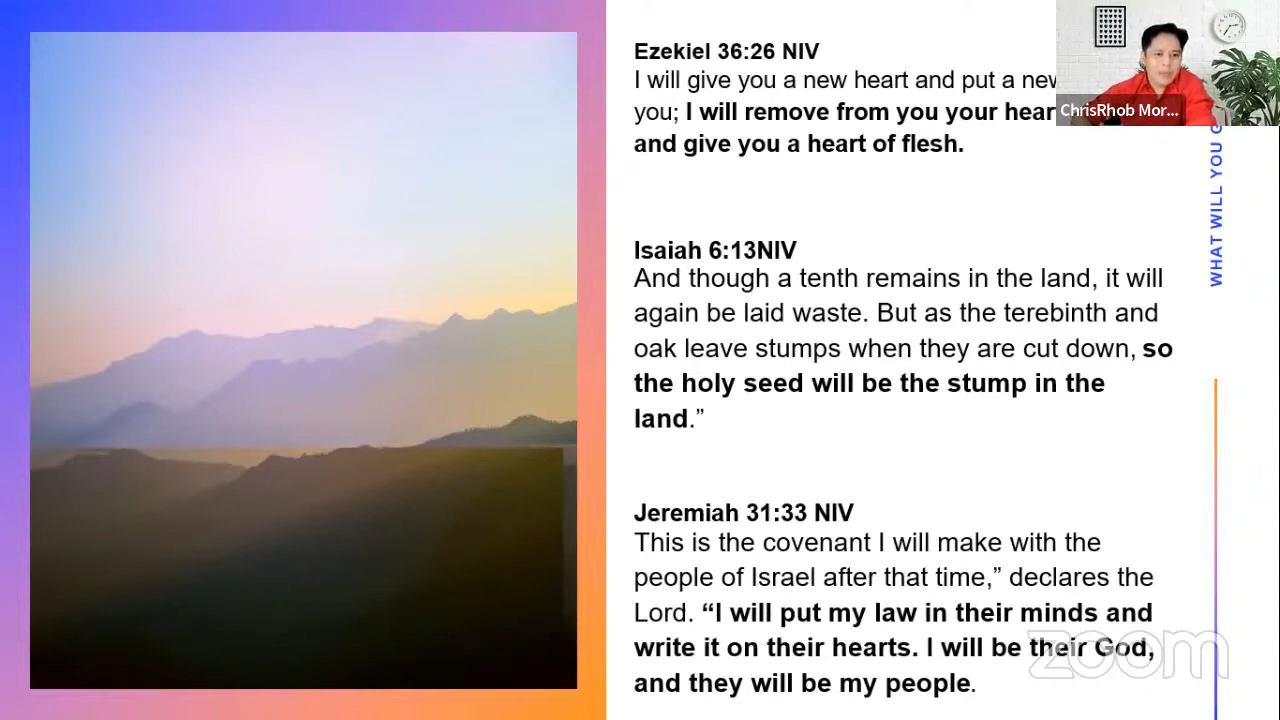 Ezekiel 36:26 NIV
I will give you a new heart and put a new
you; I will remove from you your hear
and give you a heart of flesh.
Isaiah 6:13NIV
And though a tenth remains in the land, it will
again be laid waste. But as the terebinth and
oak leave stumps when they are cut down, so
the holy seed will be the stump in the
land.”
Jeremiah 31:33 NIV
This is the covenant I will make with the
people of Israel after that time,” declares the
Lord. “I will put my law in their minds and
write it on their hearts. I will be their God,
and they will be my people.
ChrisRhob Mor...
WHAT WILL YOU G
zoom